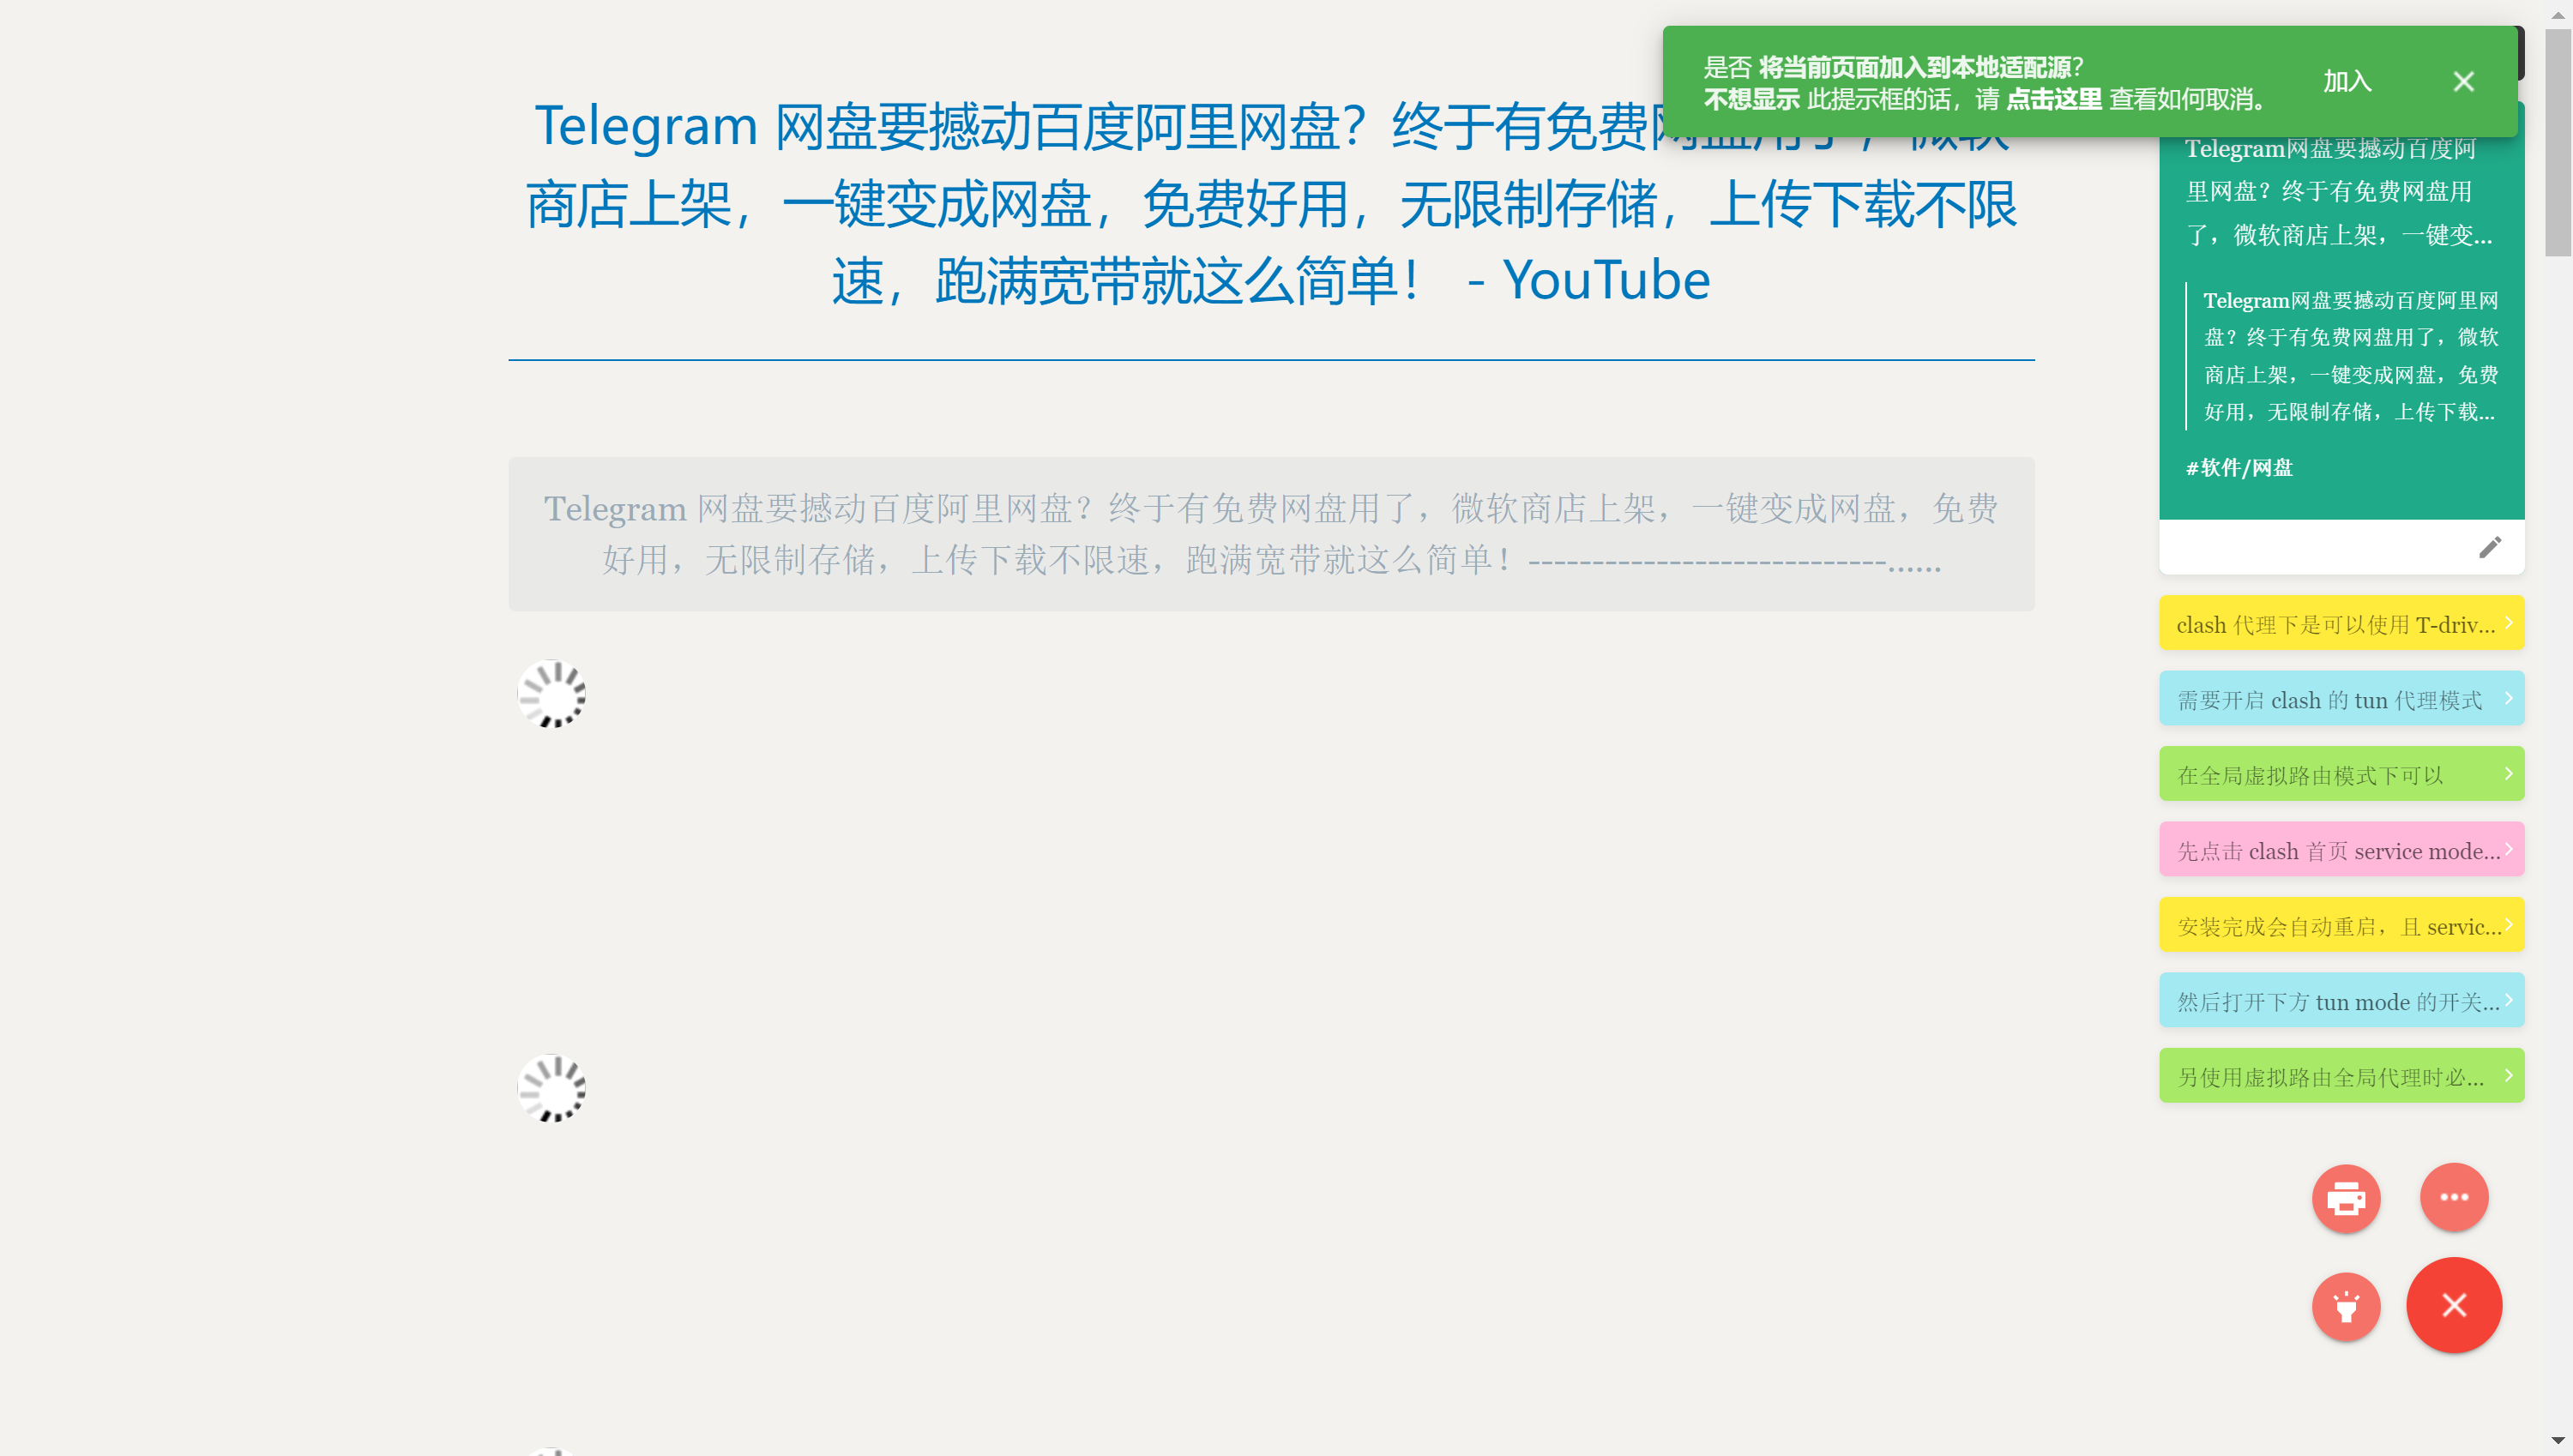 Telegram 网盘要撼动百度阿里网盘？终于有免费网盘用了，微软
商店上架，一键变成网盘，免费好用，无限制存储，上传下载不限
速，跑满宽带就这么简单！ - YouTube
Telegram 网盘要撼动百度阿里网盘？终于有免费网盘用了，微软商店上架，一键变成网盘，免费
好用，无限制存储，上传下载不限速，跑满宽带就这么简单！----------------------------......
是否 将当前页面加入到本地适配源？
不想显示 此提示框的话，请 点击这里 查看如何取消。
加入
Telegram网盘要撼动百度阿
里网盘？终于有免费网盘用
了，微软商店上架，一键变...
Telegram网盘要撼动百度阿里网
盘？终于有免费网盘用了，微软
商店上架，一键变成网盘，免费
好用，无限制存储，上传下载...
#软件/网盘
clash 代理下是可以使用 T-driv...
需要开启 clash 的 tun 代理模式
在全局虚拟路由模式下可以
先点击 clash 首页 service mode...
安装完成会自动重启，且 servic...
然后打开下方 tun mode 的开关...
另使用虚拟路由全局代理时必...